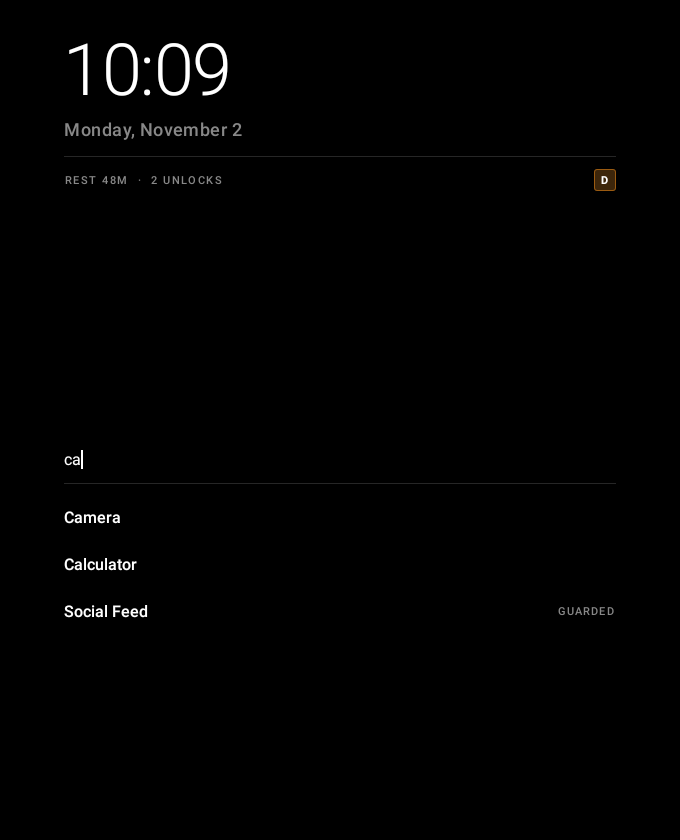 10:09
Monday, November 2
REST 48M · 2 UNLOCKS D
ca
Camera
Calculator
Social Feed GUARDED